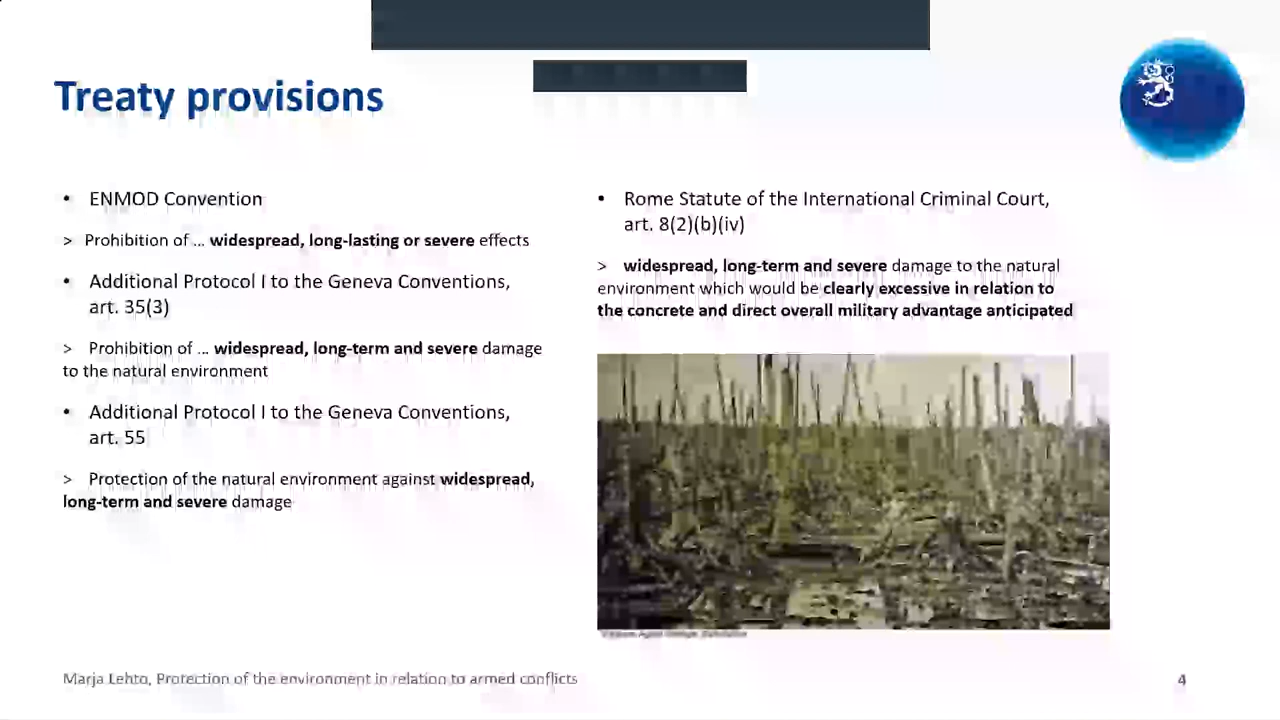 Treaty provisions
• ENMOD Convention
> Prohibition of ... widespread, long-lasting or severe effects
• Additional Protocol I to the Geneva Conventions,
art. 35(3)
> Prohibition of ... widespread, long-term and severe damage
to the natural environment
• Additional Protocol I to the Geneva Conventions,
art. 55
> Protection of the natural environment against widespread,
long-term and severe damage
• Rome Statute of the International Criminal Court,
art. 8(2)(b)(iv)
> widespread, long-term and severe damage to the natural
environment which would be clearly excessive in relation to
the concrete and direct overall military advantage anticipated
Marja Lehto, Protection of the environment in relation to armed conflicts
4